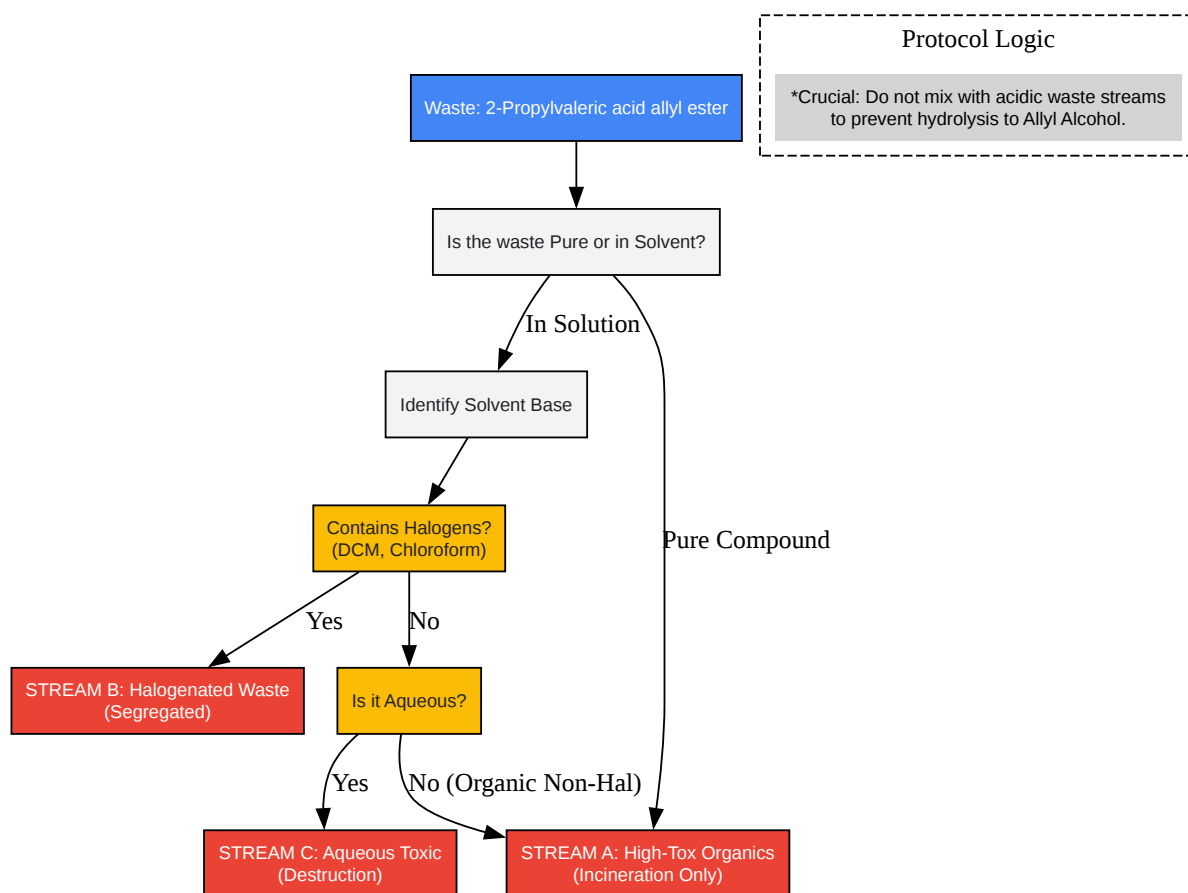 Protocol Logic
*Crucial: Do not mix with acidic waste streams
to prevent hydrolysis to Allyl Alcohol.
Waste: 2-Propylvaleric acid allyl ester
Is the waste Pure or in Solvent?
In Solution
Identify Solvent Base
Pure Compound
Contains Halogens?
(DCM, Chloroform)
Yes
No
STREAM B: Halogenated Waste
(Segregated)
Is it Aqueous?
Yes
No (Organic Non-Hal)
STREAM C: Aqueous Toxic
(Destruction)
STREAM A: High-Tox Organics
(Incineration Only)